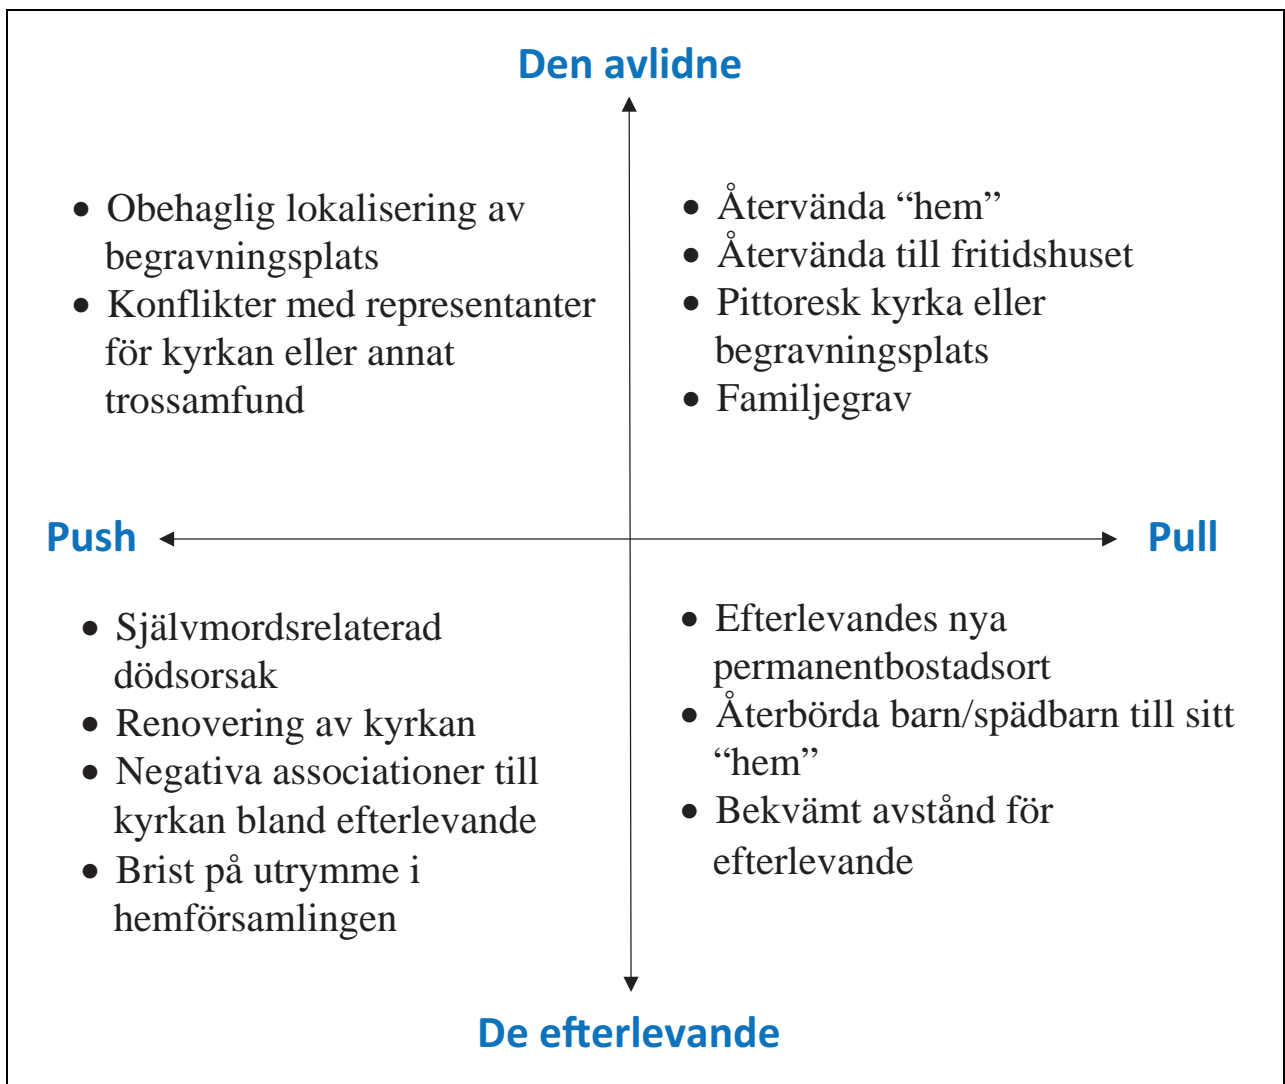 Den avlidne
• Obehaglig lokalisering av
begravningsplats
• Konflikter med representanter
för kyrkan eller annat
trossamfund
• Återvända “hem”
• Återvända till fritidshuset
• Pittoresk kyrka eller
begravningsplats
• Familjegrav
Push
Pull
• Självmordsrelaterad
dödsorsak
• Renovering av kyrkan
• Negativa associationer till
kyrkan bland efterlevande
• Brist på utrymme i
hemförsamlingen
• Efterlevandes nya
permanentbostadsort
• Återbörda barn/spädbarn till sitt
“hem”
• Bekvämt avstånd för
efterlevande
De efterlevande